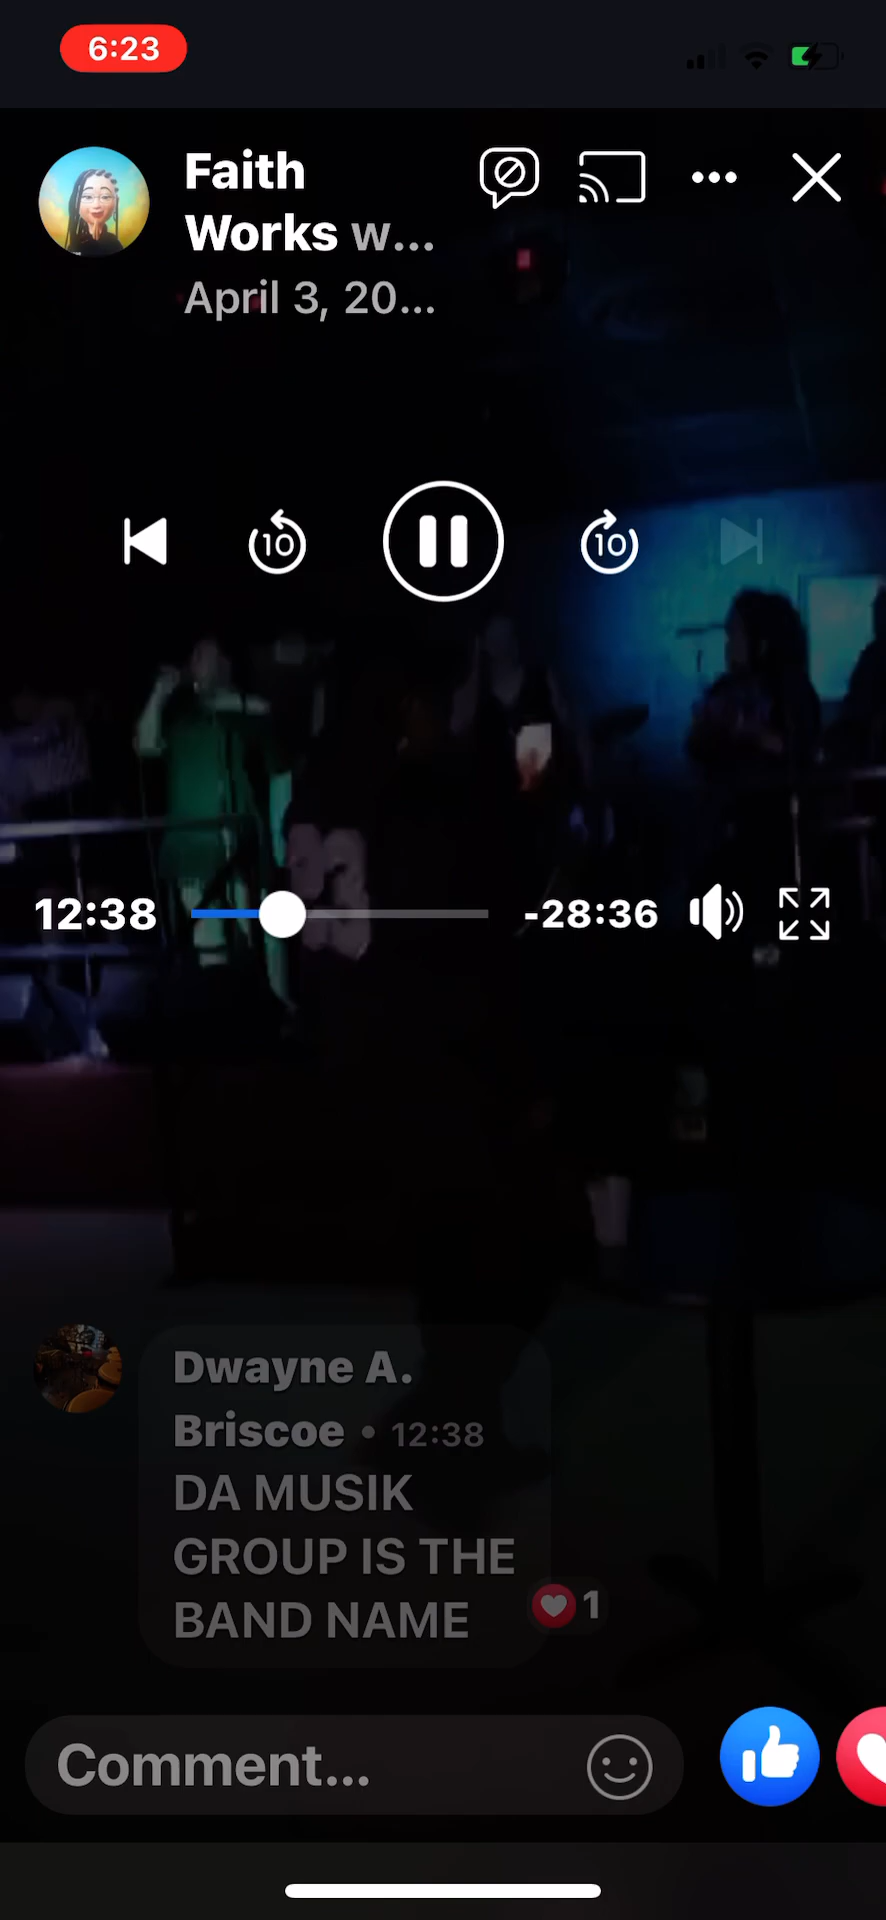 6:23
Faith
Works w...
April 3, 20...
10
10
12:38
-28:36
Dwayne A.
Briscoe • 12:38
DA MUSIK
GROUP IS THE
BAND NAME
1
Comment...